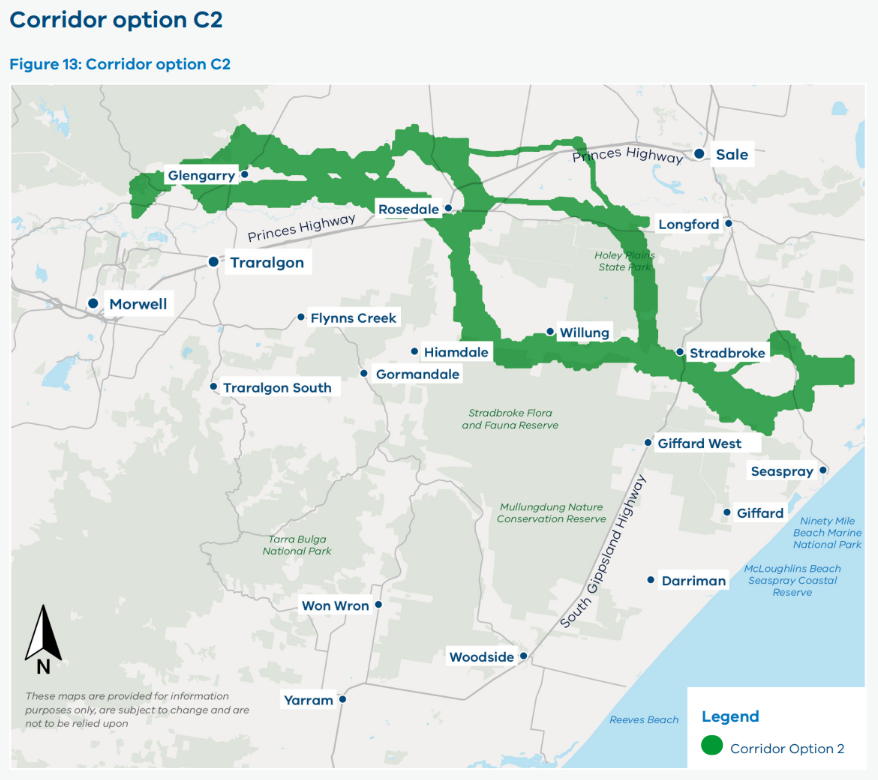 Corridor option C2
Figure 13: Corridor option C2
Princes Highway
Sale
Glengarry
Rosedale
Princes Highway
Longford
Holey Plains
State Park
Traralgon
Morwell
Flynns Creek
Willung
Hiamdale
Stradbroke
Gormandale
Traralgon South
Stradbroke Flora
and Fauna Reserve
Giffard West
Seaspray
Mullungdung Nature
Conservation Reserve
Giffard
Ninety Mile
Beach Marine
National Park
Tarra Bulga
National Park
South Gippsland Highway
McLoughlins Beach
Seaspray Coastal
Reserve
Darriman
Won Wron
Woodside
N
These maps are provided for information
purposes only, are subject to change and are
not to be relied upon
Yarram
Reeves Beach
Legend
Corridor Option 2